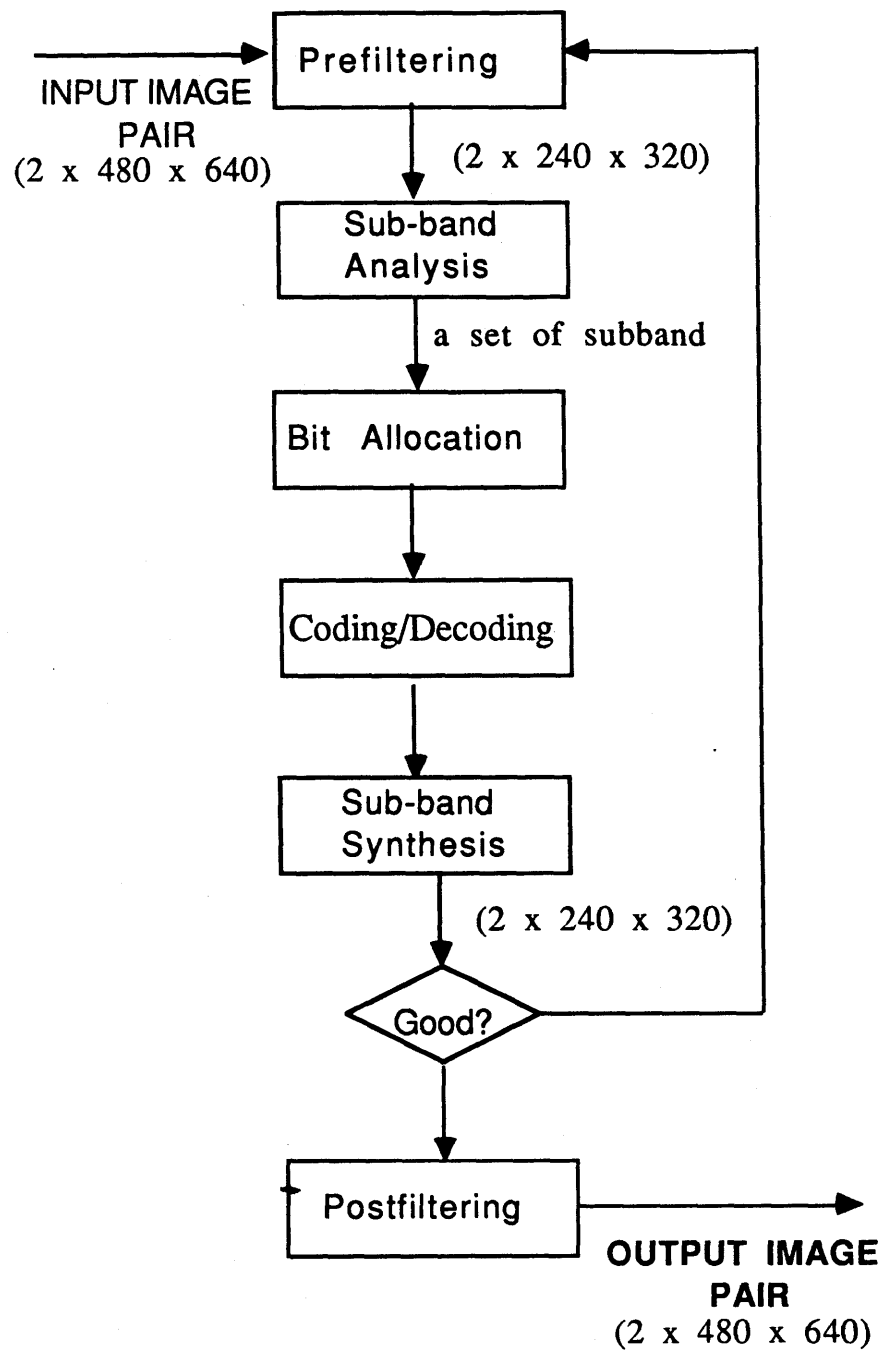 Prefiltering
INPUT IMAGE
PAIR
(2 x 480 x 640)
(2 x 240 x 320)
Sub-band
Analysis
a set of subband
Bit Allocation
Coding/Decoding
Sub-band
Synthesis
(2 x 240 x 320)
Good?
Postfiltering
OUTPUT IMAGE
PAIR
(2 x 480 x 640)